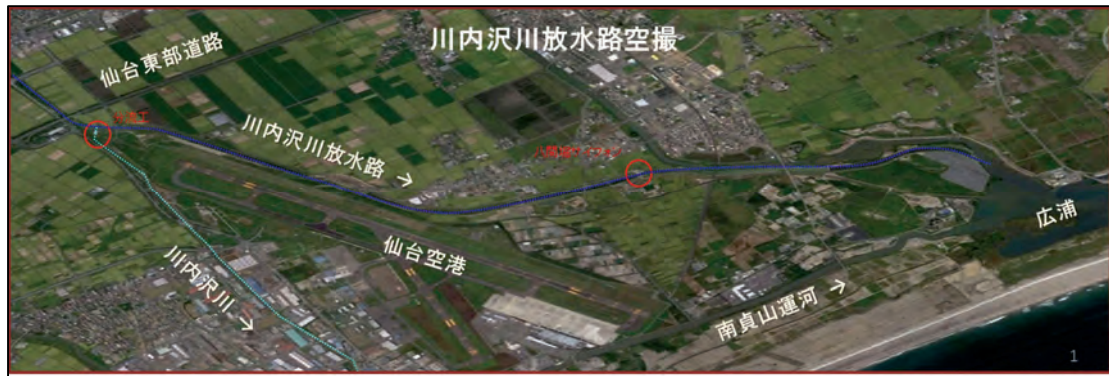 川内沢川放水路空撮
仙台東部道路
川内沢川放水路 →
仙台空港
川内沢川 →
南貞山運河 →
広浦
1